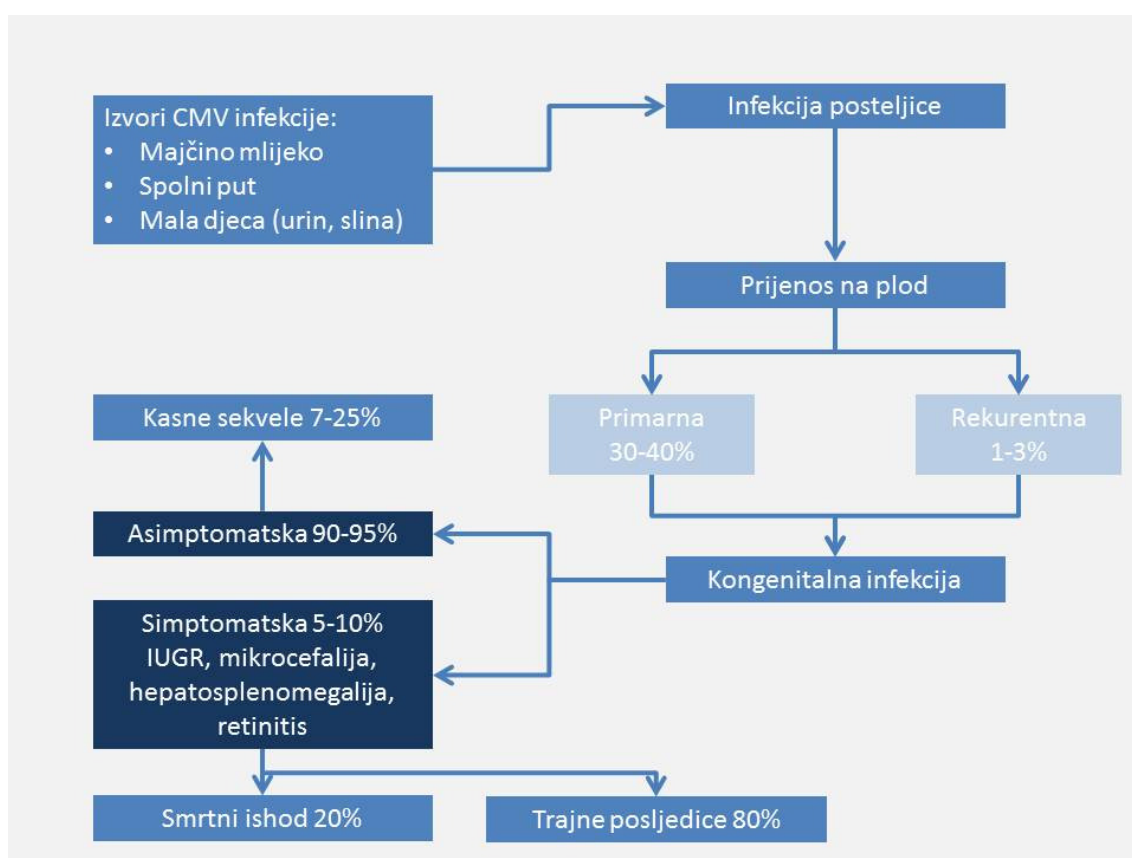 Izvori CMV infekcije:
• Majčino mlijeko
• Spolni put
• Mala djeca (urin, slina)
Infekcija posteljice
Prijenos na plod
Primarna
30-40%
Rekurentna
1-3%
Kongenitalna infekcija
Kasne sekvele 7-25%
Asimptomatska 90-95%
Simptomatska 5-10%
IUGR, mikrocefalija,
hepatosplenomegalija,
retinitis
Smrtni ishod 20%
Trajne posljedice 80%